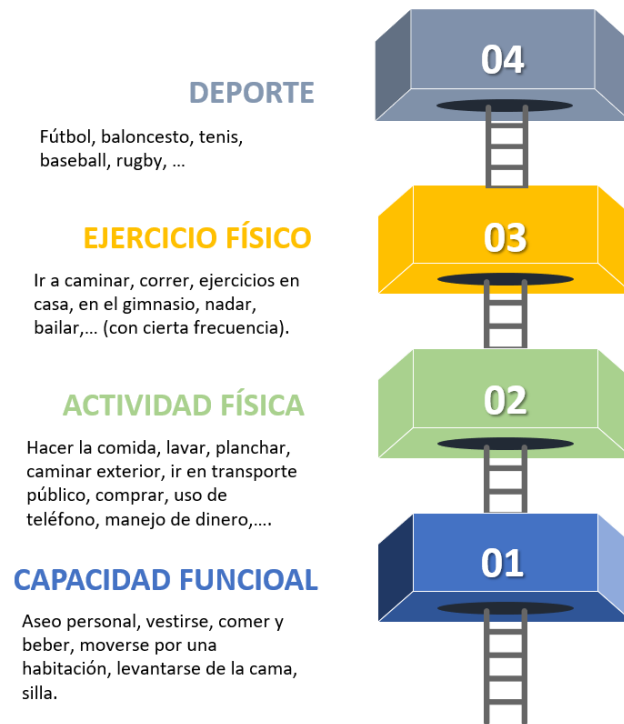 04
DEPORTE
Fútbol, baloncesto, tenis,
baseball, rugby, ...
03
EJERCICIO FÍSICO
Ir a caminar, correr, ejercicios en
casa, en el gimnasio, nadar,
bailar,... (con cierta frecuencia).
02
ACTIVIDAD FÍSICA
Hacer la comida, lavar, planchar,
caminar exterior, ir en transporte
público, comprar, uso de
teléfono, manejo de dinero,....
01
CAPACIDAD FUNCIOAL
Aseo personal, vestirse, comer y
beber, moverse por una
habitación, levantarse de la cama,
silla.